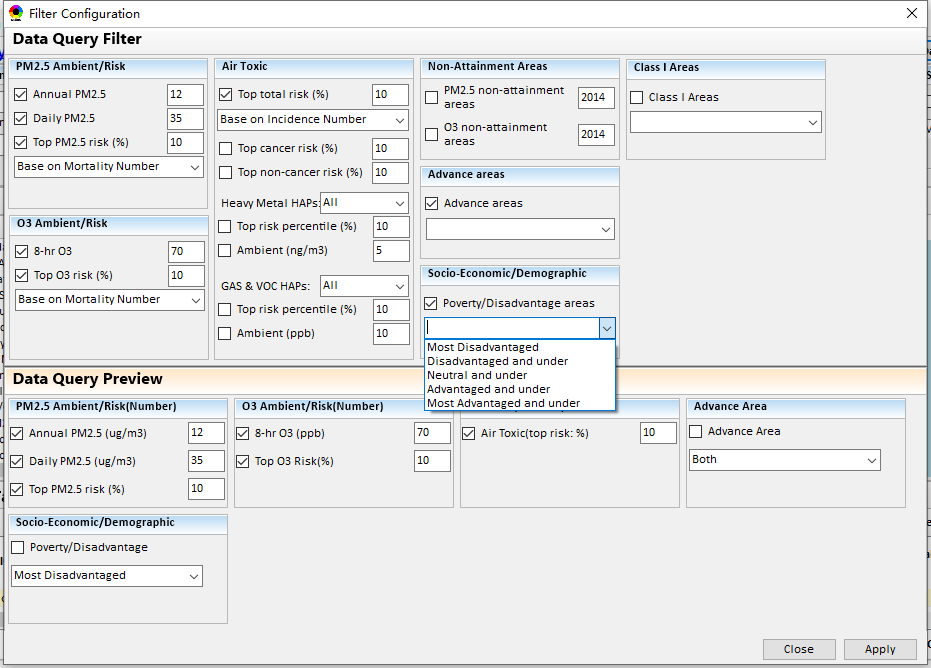 Filter Configuration
Data Query Filter
PM2.5 Ambient/Risk
Annual PM2.5
12
Daily PM2.5
35
Top PM2.5 risk (%)
10
Base on Mortality Number
O3 Ambient/Risk
8-hr O3
70
Top O3 risk (%)
10
Base on Mortality Number
Air Toxic
Top total risk (%)
10
Base on Incidence Number
Top cancer risk (%)
10
Top non-cancer risk (%)
10
Heavy Metal HAPs:
All
Top risk percentile (%)
10
Ambient (ng/m3)
5
GAS & VOC HAPs:
All
Top risk percentile (%)
10
Ambient (ppb)
10
Non-Attainment Areas
PM2.5 non-attainment
areas
2014
O3 non-attainment
areas
2014
Advance areas
Advance areas
Socio-Economic/Demographic
Poverty/Disadvantage areas
Most Disadvantaged
Disadvantaged and under
Neutral and under
Advantaged and under
Most Advantaged and under
Class I Areas
Class I Areas
Data Query Preview
PM2.5 Ambient/Risk(Number)
Annual PM2.5 (ug/m3)
12
Daily PM2.5 (ug/m3)
35
Top PM2.5 risk (%)
10
O3 Ambient/Risk(Number)
8-hr O3 (ppb)
70
Top O3 Risk(%)
10
Air Toxic(top risk: %)
10
Advance Area
Advance Area
Both
Socio-Economic/Demographic
Poverty/Disadvantage
Most Disadvantaged
Close
Apply